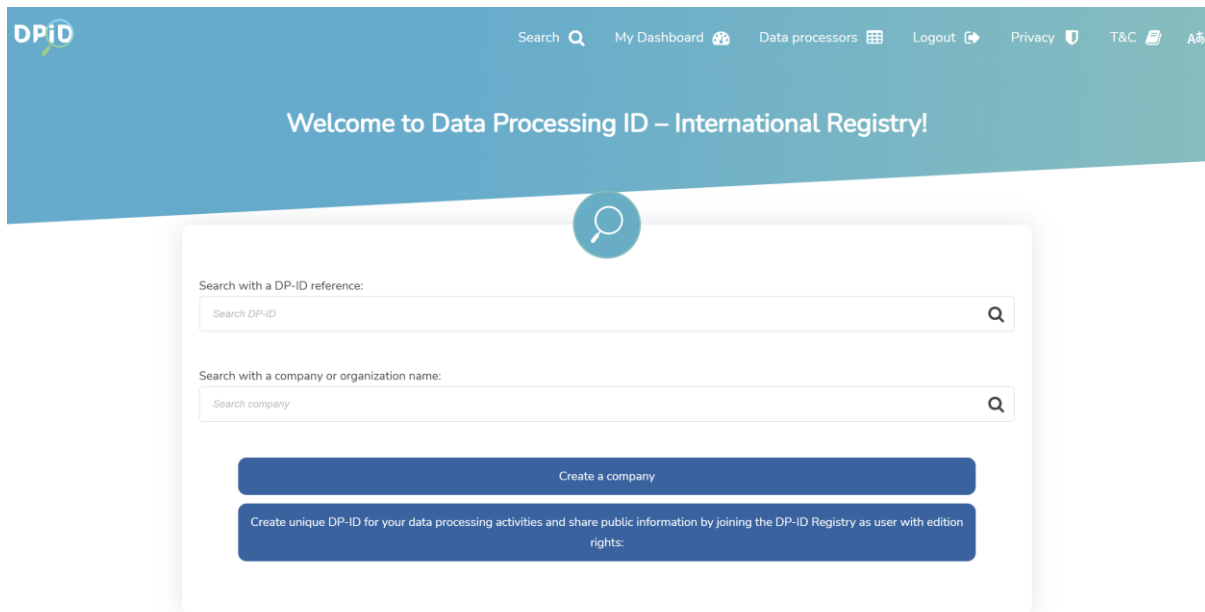 DPiD
Search My Dashboard Data processors Logout Privacy T&C Aあ
Welcome to Data Processing ID – International Registry!
Search with a DP-ID reference:
Search DP-ID
Search with a company or organization name:
Search company
Create a company
Create unique DP-ID for your data processing activities and share public information by joining the DP-ID Registry as user with edition
rights: